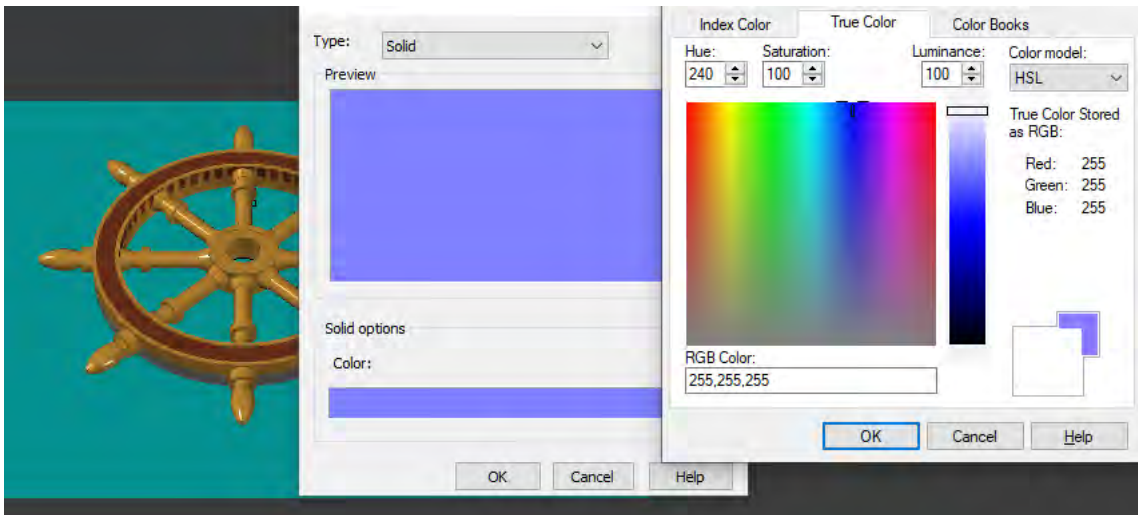 Type: Solid
Preview
Solid options
Color:
OK Cancel Help
Index Color True Color Color Books
Hue: Saturation: Luminance: Color model:
240 100 100 HSL
True Color Stored
as RGB:
Red: 255
Green: 255
Blue: 255
RGB Color:
255,255,255
OK Cancel Help